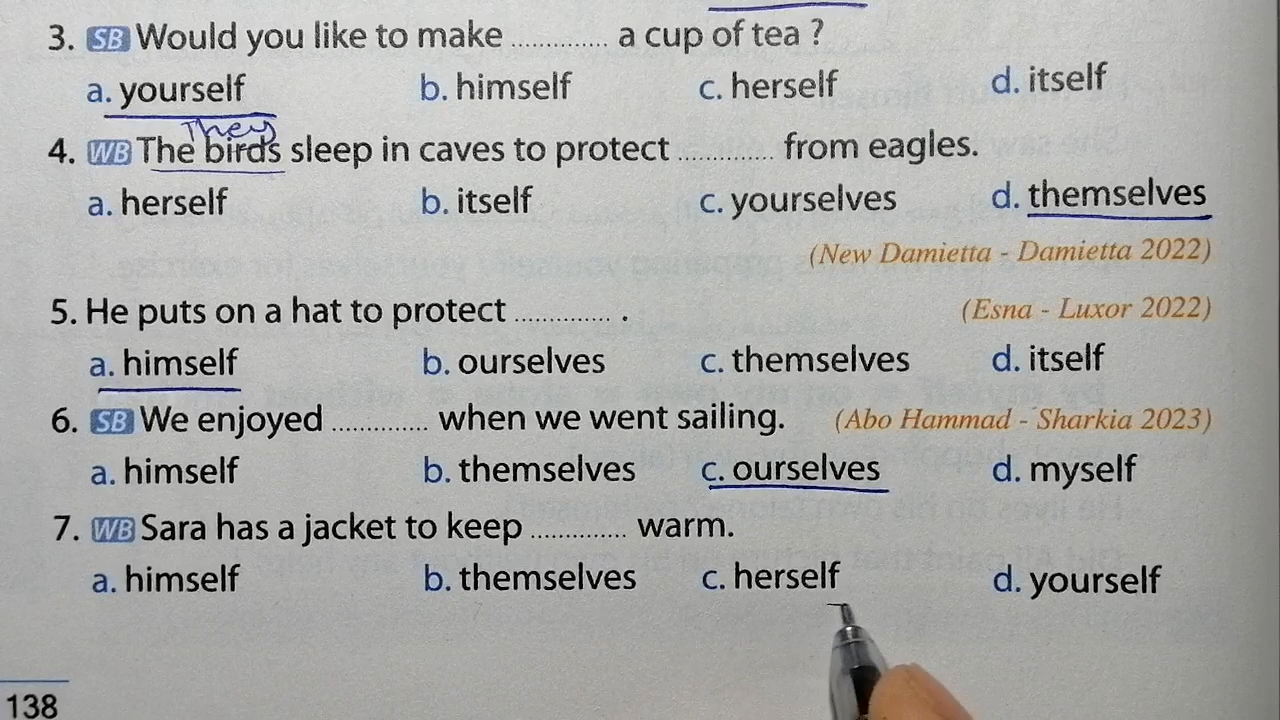 3. SB Would you like to make .............. a cup of tea ?
a. yourself b. himself c. herself d. itself
They
4. WB The birds sleep in caves to protect .............. from eagles.
a. herself b. itself c. yourselves d. themselves
(New Damietta - Damietta 2022)
5. He puts on a hat to protect .............. . (Esna - Luxor 2022)
a. himself b. ourselves c. themselves d. itself
6. SB We enjoyed .............. when we went sailing. (Abo Hammad - Sharkia 2023)
a. himself b. themselves c. ourselves d. myself
7. WB Sara has a jacket to keep .............. warm.
a. himself b. themselves c. herself d. yourself
138